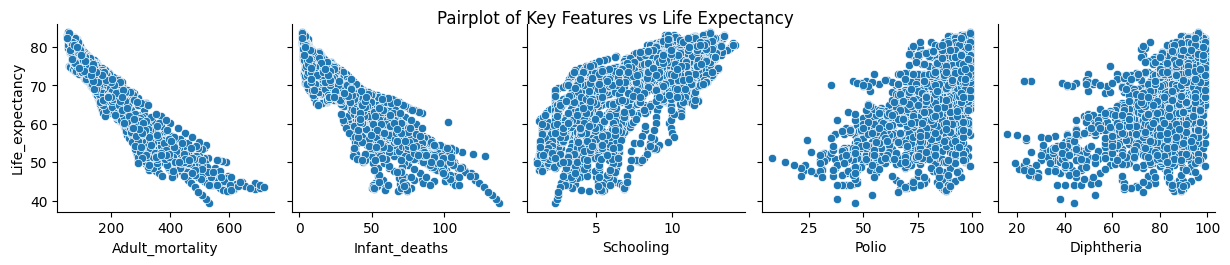 Pairplot of Key Features vs Life Expectancy
Life_expectancy
80
70
60
50
40
200 400 600
Adult_mortality
0 50 100
Infant_deaths
5 10
Schooling
25 50 75 100
Polio
20 40 60 80 100
Diphtheria